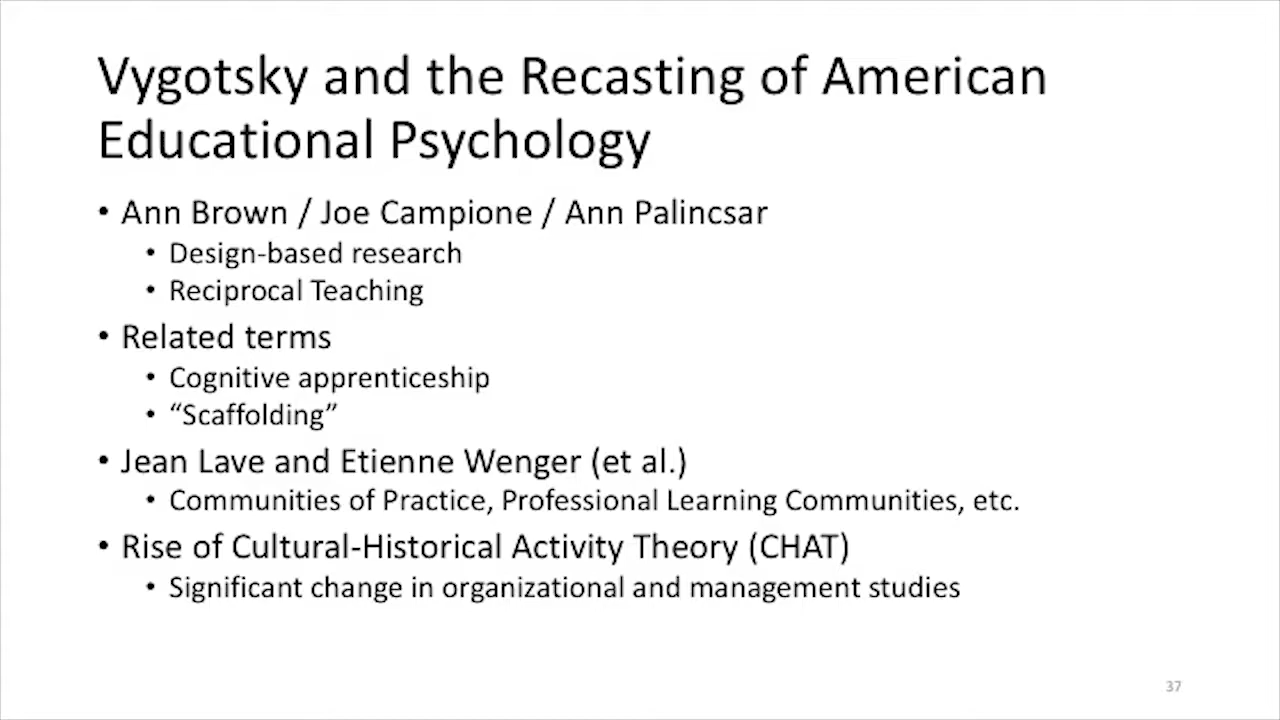 Vygotsky and the Recasting of American
Educational Psychology
• Ann Brown / Joe Campione / Ann Palincsar
• Design-based research
• Reciprocal Teaching
• Related terms
• Cognitive apprenticeship
• “Scaffolding”
• Jean Lave and Etienne Wenger (et al.)
• Communities of Practice, Professional Learning Communities, etc.
• Rise of Cultural-Historical Activity Theory (CHAT)
• Significant change in organizational and management studies
37